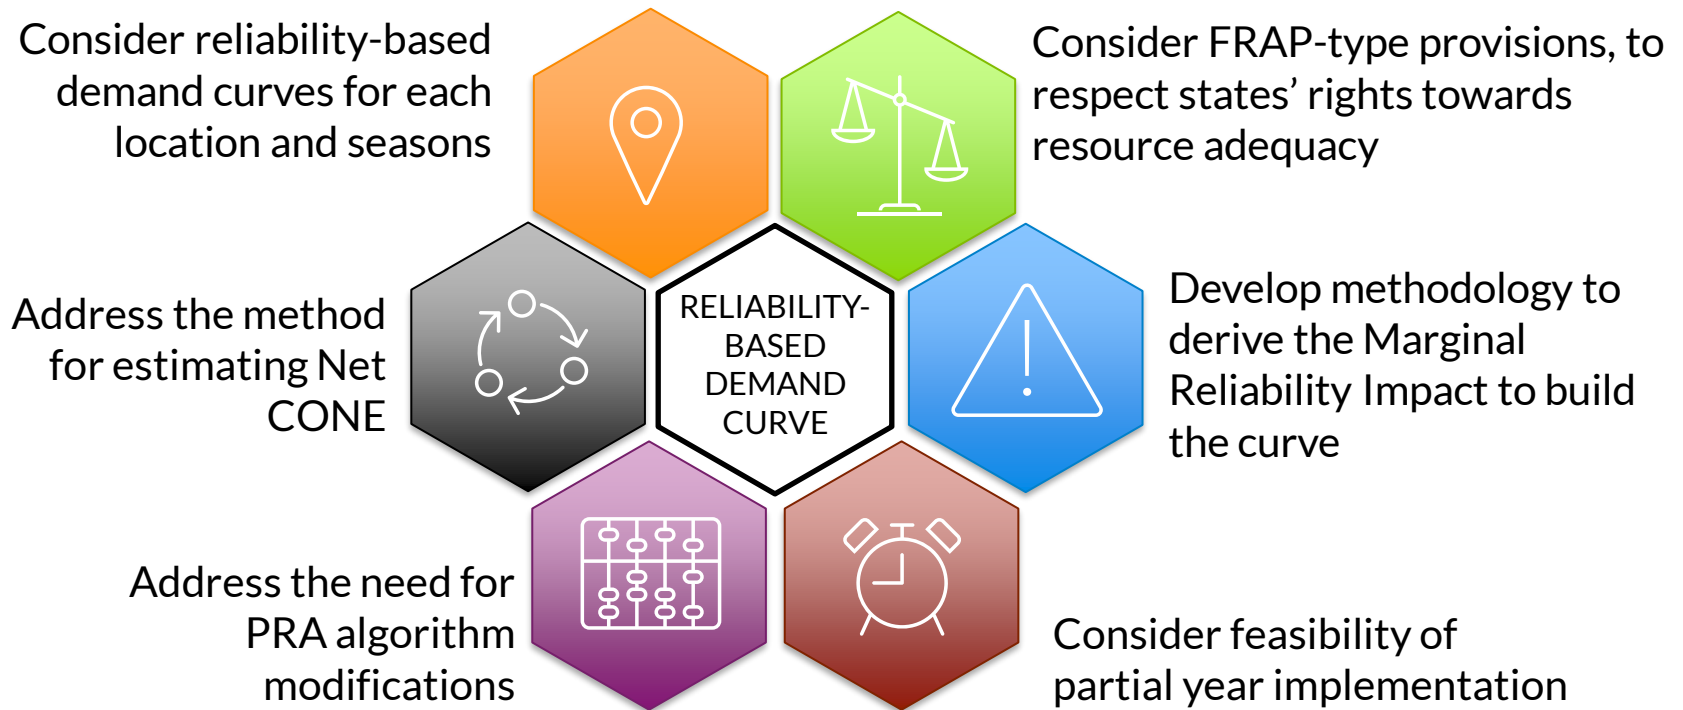 Consider reliability-based
demand curves for each
location and seasons
Consider FRAP-type provisions, to
respect states’ rights towards
resource adequacy
Address the method
for estimating Net
CONE
RELIABILITY-
BASED
DEMAND
CURVE
Develop methodology to
derive the Marginal
Reliability Impact to build
the curve
Address the need for
PRA algorithm
modifications
Consider feasibility of
partial year implementation